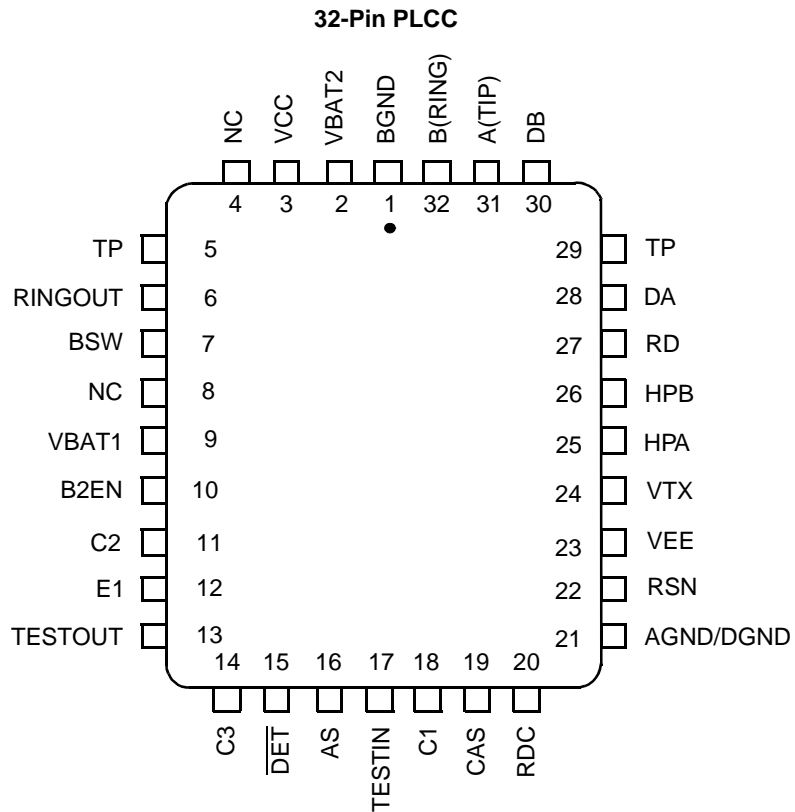 32-Pin PLCC
NC VCC VBAT2 BGND B(RING) A(TIP) DB
4 3 2 1 32 31 30
TP 5 29 TP
RINGOUT 6 28 DA
BSW 7 27 RD
NC 8 26 HPB
VBAT1 9 25 HPA
B2EN 10 24 VTX
C2 11 23 VEE
E1 12 22 RSN
TESTOUT 13 21 AGND/DGND
14 15 16 17 18 19 20
C3 DET AS TESTIN C1 CAS RDC